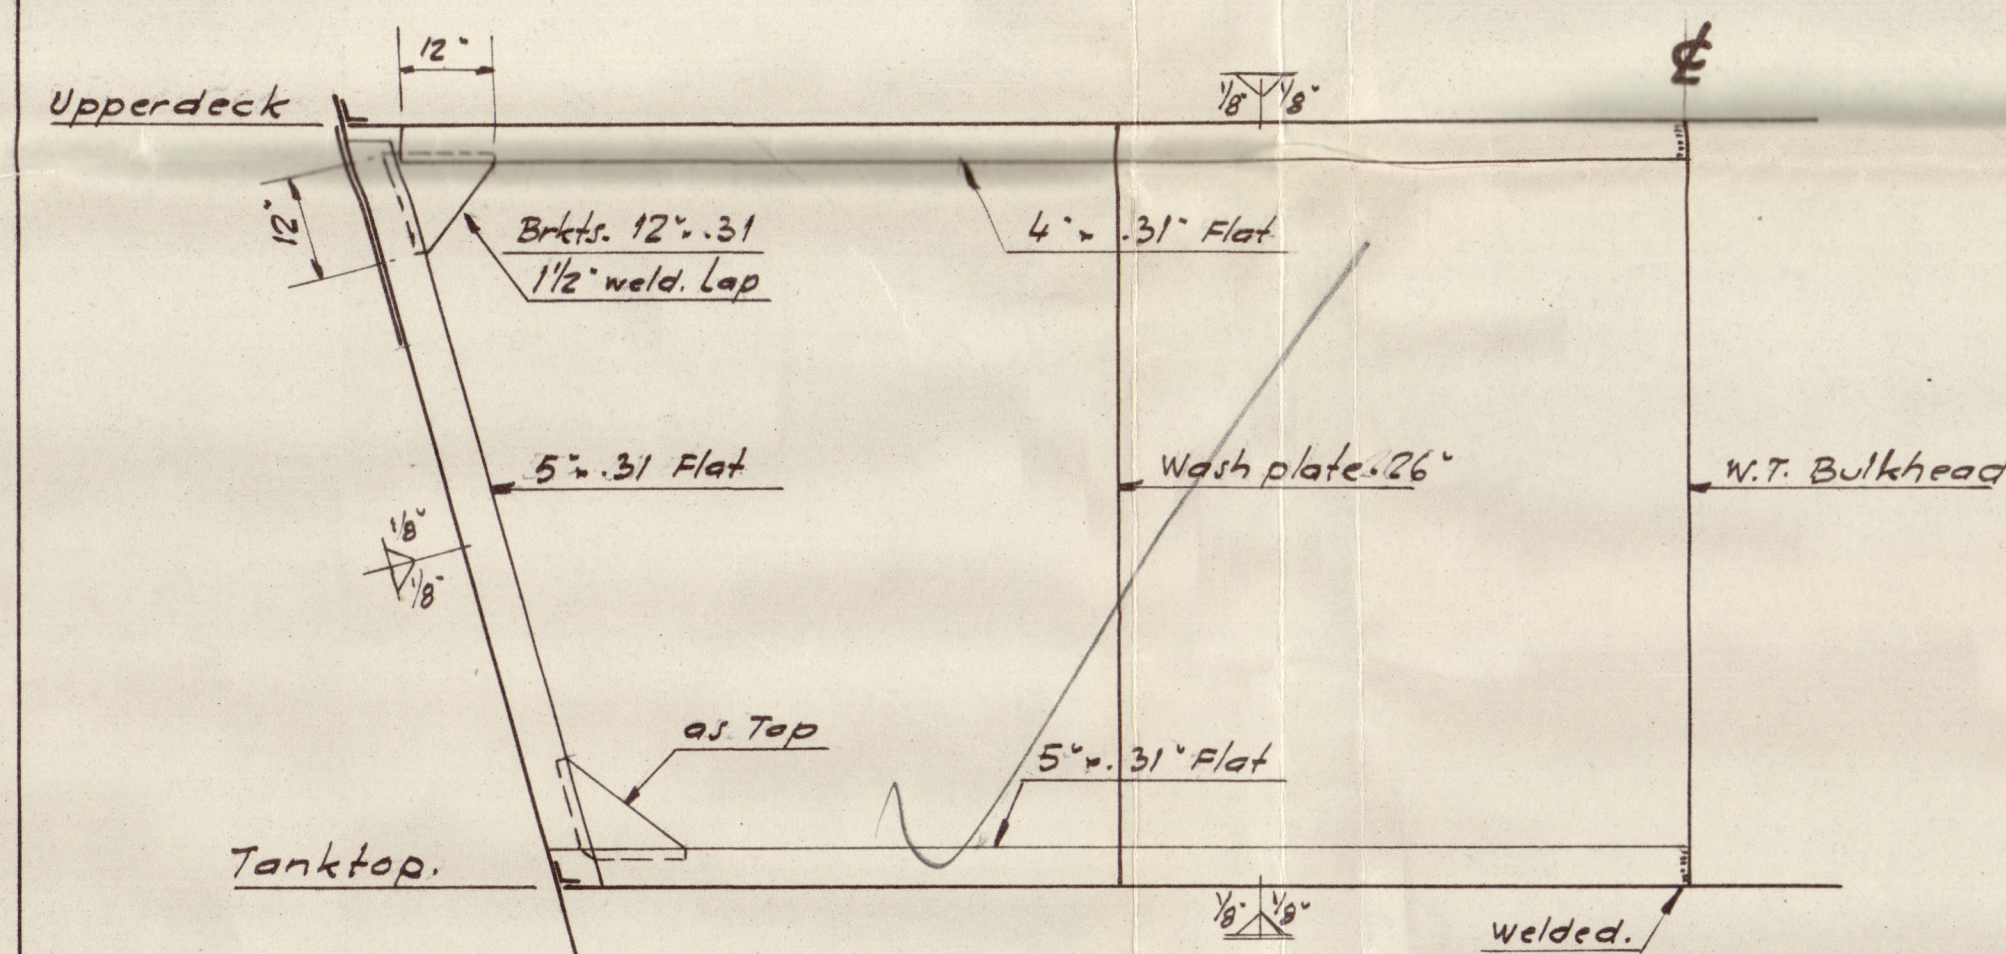 12"
℄
Upperdeck
1/8" 1/8"
12"
Brkts. 12" × .31
1 1/2" weld. Lap
4" × .31" Flat
5" × .31 Flat
Wash plate .26"
W.T. Bulkhead
1/8"
1/8"
as Top
5" × .31" Flat
Tanktop.
1/8" 1/8"
welded.